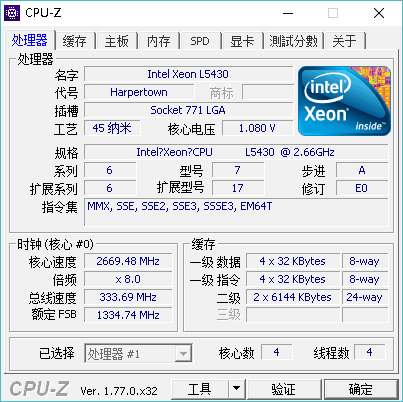 CPU-Z
处理器 缓存 主板 内存 SPD 显卡 測試分數 关于
处理器
名字 Intel Xeon L5430
代号 Harpertown 商标
插槽 Socket 771 LGA
工艺 45 纳米 核心电压 1.080 V
intel Xeon inside™
规格 Intel?Xeon?CPU L5430 @ 2.66GHz
系列 6 型号 7 步进 A
扩展系列 6 扩展型号 17 修订 E0
指令集 MMX, SSE, SSE2, SSE3, SSSE3, EM64T
时钟 (核心 #0)
核心速度 2669.48 MHz
倍频 x 8.0
总线速度 333.69 MHz
额定 FSB 1334.74 MHz
缓存
一级 数据 4 x 32 KBytes 8-way
一级 指令 4 x 32 KBytes 8-way
二级 2 x 6144 KBytes 24-way
三级
已选择 处理器 #1 核心数 4 线程数 4
CPU-Z Ver. 1.77.0.x32 工具 验证 确定